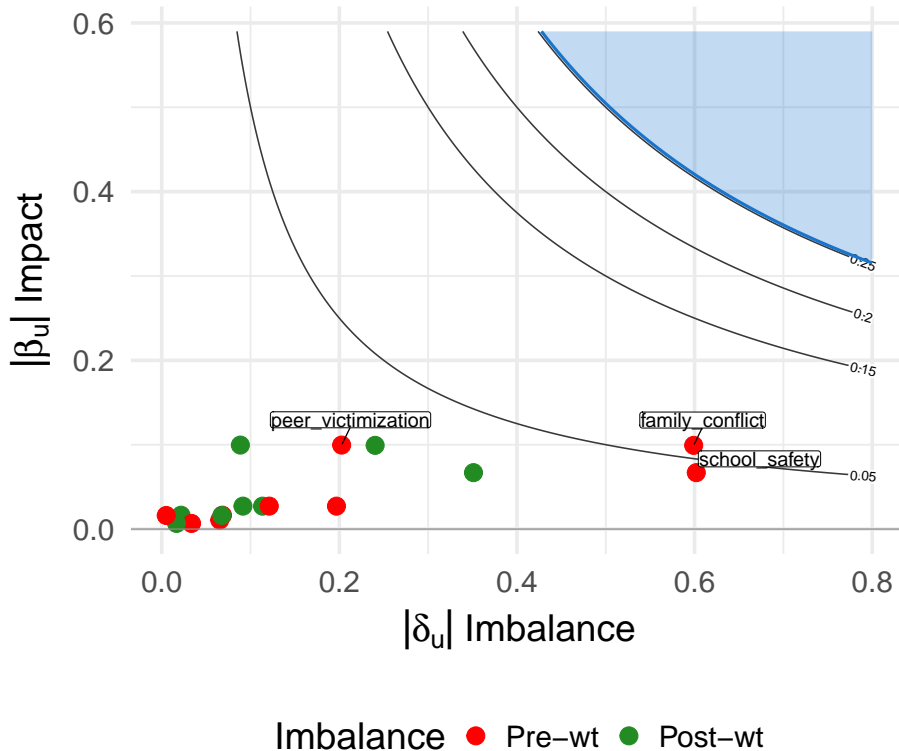 0.6
0.4
0.2
0.0
|βu| Impact
peer_victimization
family_conflict
school_safety
0.25
0.2
0.15
0.05
0.0 0.2 0.4 0.6 0.8
|δu| Imbalance
Imbalance Pre−wt Post−wt